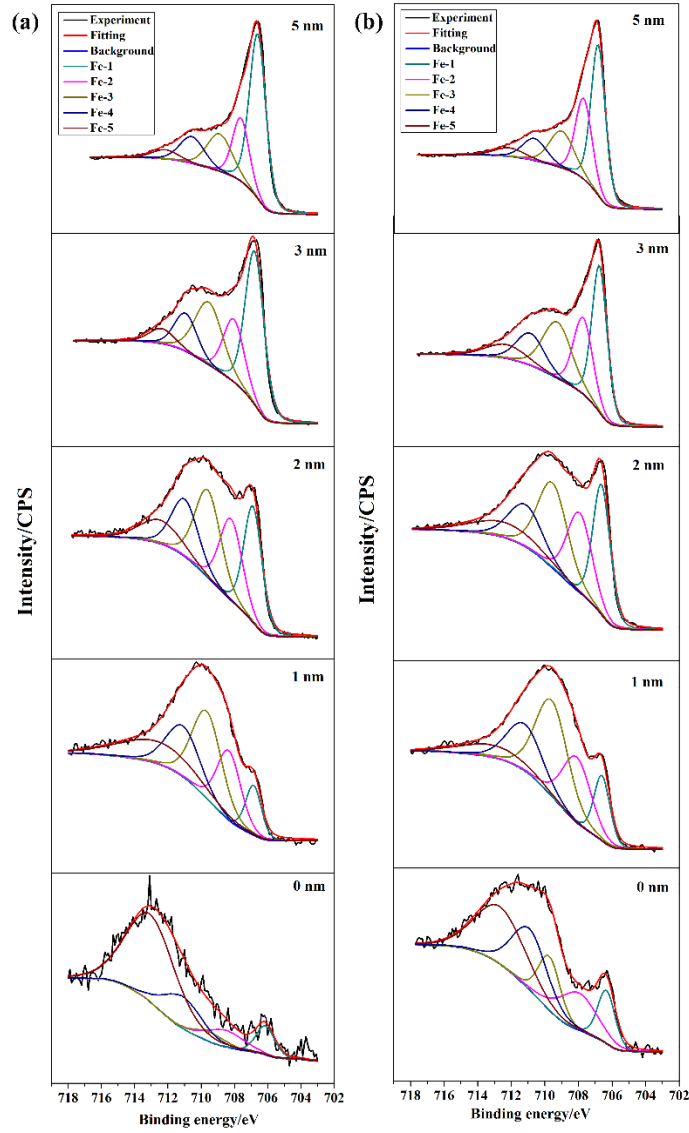 (a)
Experiment
Fitting
Background
Fe-1
Fe-2
Fe-3
Fe-4
Fe-5
5 nm
3 nm
2 nm
1 nm
0 nm
Intensity/CPS
718 716 714 712 710 708 706 704 702
Binding energy/eV
(b)
Experiment
Fitting
Background
Fe-1
Fe-2
Fe-3
Fe-4
Fe-5
5 nm
3 nm
2 nm
1 nm
0 nm
Intensity/CPS
718 716 714 712 710 708 706 704 702
Binding energy/eV